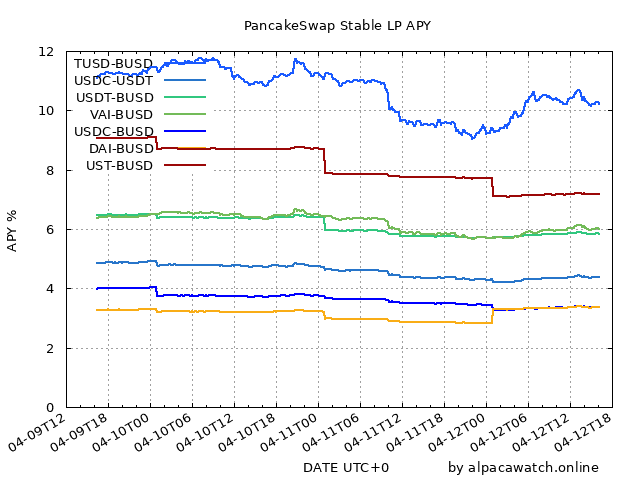 PancakeSwap Stable LP APY
APY %
12
10
8
6
4
2
0
TUSD-BUSD
USDC-USDT
USDT-BUSD
VAI-BUSD
USDC-BUSD
DAI-BUSD
UST-BUSD
04-09T12
04-09T18
04-10T00
04-10T06
04-10T12
04-10T18
04-11T00
04-11T06
04-11T12
04-11T18
04-12T00
04-12T06
04-12T12
04-12T18
DATE UTC+0
by alpacawatch.online